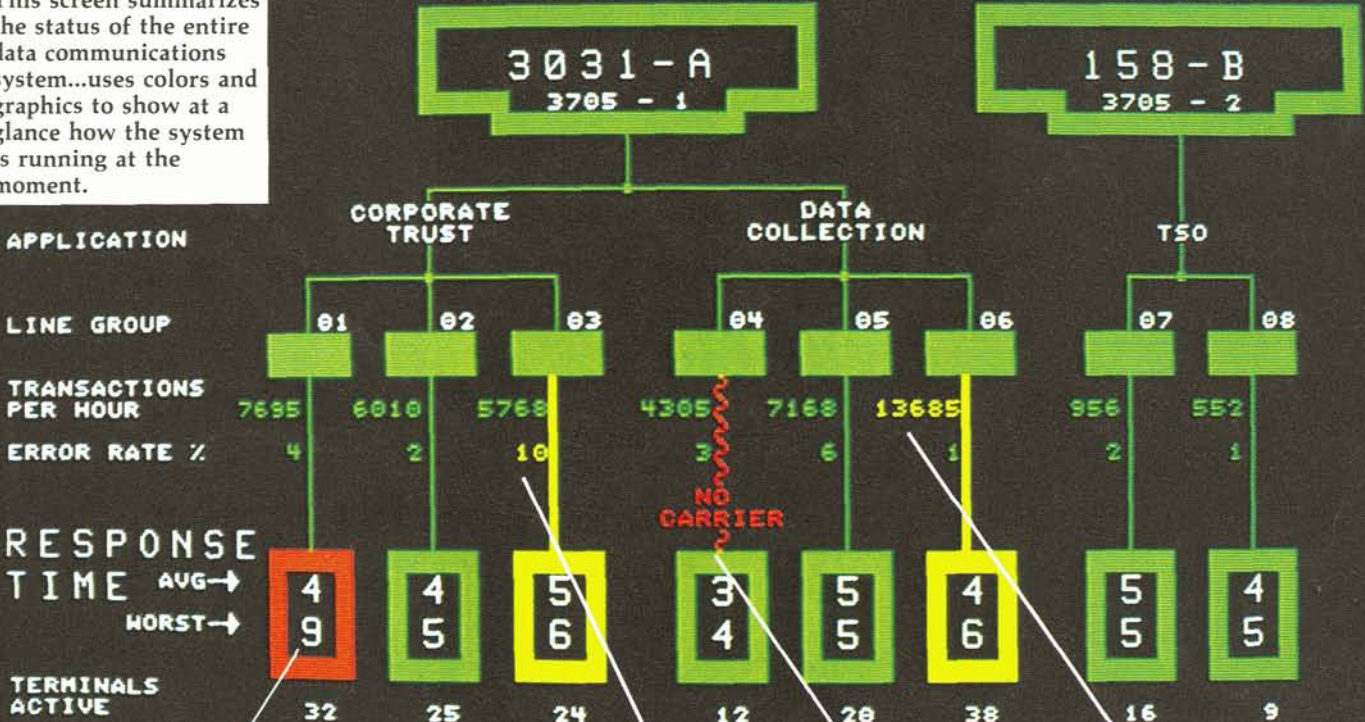 This screen summarizes
the status of the entire
data communications
system...uses colors and
graphics to show at a
glance how the system
is running at the
moment.
3031-A
3705 - 1
158-B
3705 - 2
APPLICATION
CORPORATE
TRUST
DATA
COLLECTION
TSO
LINE GROUP 01 02 03 04 05 06 07 08
TRANSACTIONS
PER HOUR 7695 6010 5768 4305 7168 13685 956 552
ERROR RATE % 4 2 10 3 6 1 2 1
NO
CARRIER
RESPONSE
TIME AVG→ 4 4 5 3 5 4 5 4
WORST→ 9 5 6 4 5 6 5 5
TERMINALS
ACTIVE 32 25 24 12 28 38 16 9